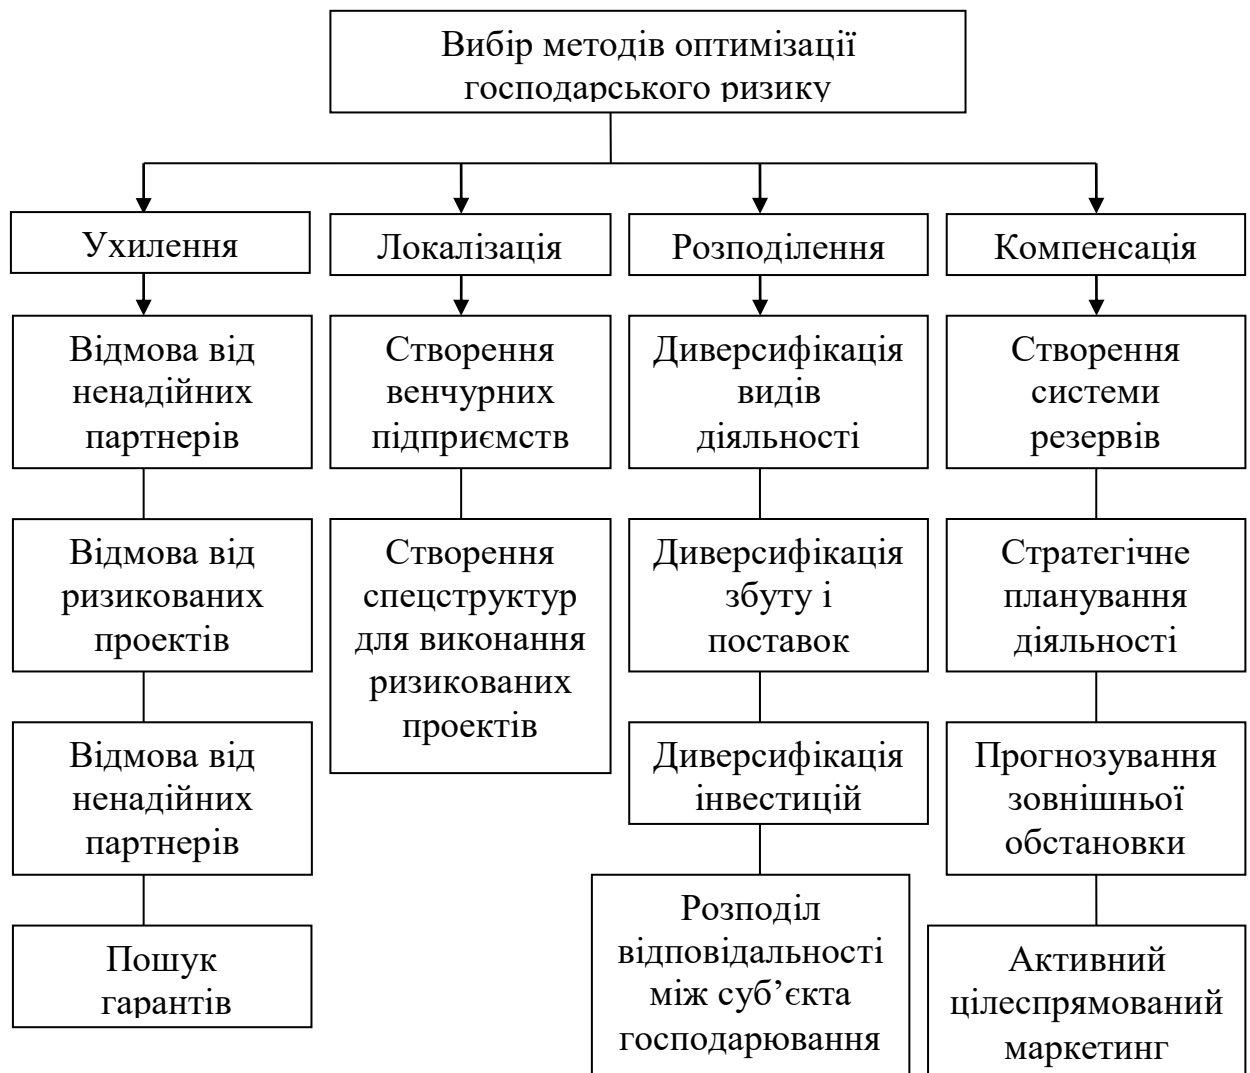 Вибір методів оптимізації
господарського ризику
Ухилення
Локалізація
Розподілення
Компенсація
Відмова від
ненадійних
партнерів
Створення
венчурних
підприємств
Диверсифікація
видів
діяльності
Створення
системи
резервів
Відмова від
ризикованих
проектів
Створення
спецструктур
для виконання
ризикованих
проектів
Диверсифікація
збуту і
поставок
Стратегічне
планування
діяльності
Відмова від
ненадійних
партнерів
Диверсифікація
інвестицій
Прогнозування
зовнішньої
обстановки
Пошук
гарантів
Розподіл
відповідальності
між суб’єкта
господарювання
Активний
цілеспрямований
маркетинг